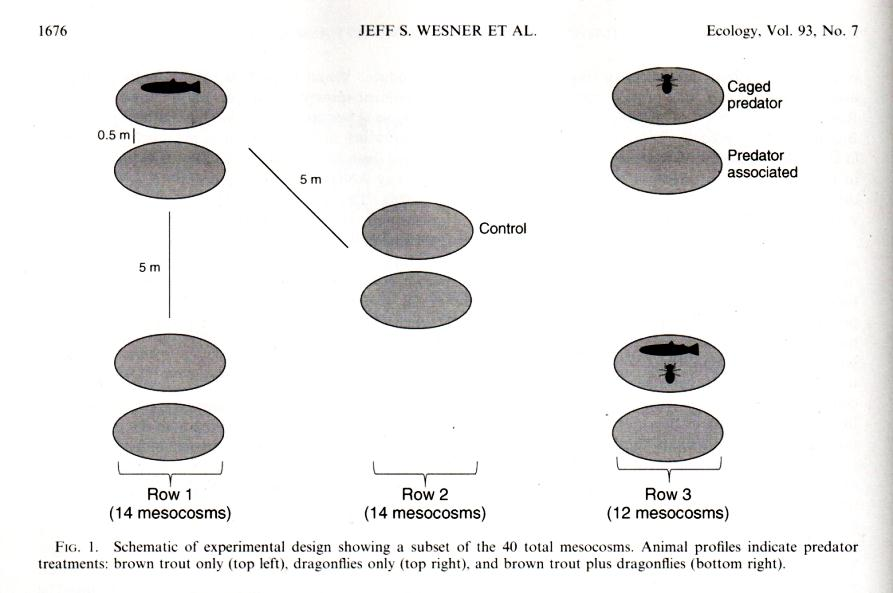 1676
JEFF S. WESNER ET AL.
Ecology, Vol. 93, No. 7
0.5 m
5 m
5 m
Caged
predator
Predator
associated
Control
Row 1
(14 mesocosms)
Row 2
(14 mesocosms)
Row 3
(12 mesocosms)
FIG. 1. Schematic of experimental design showing a subset of the 40 total mesocosms. Animal profiles indicate predator
treatments: brown trout only (top left), dragonflies only (top right), and brown trout plus dragonflies (bottom right).